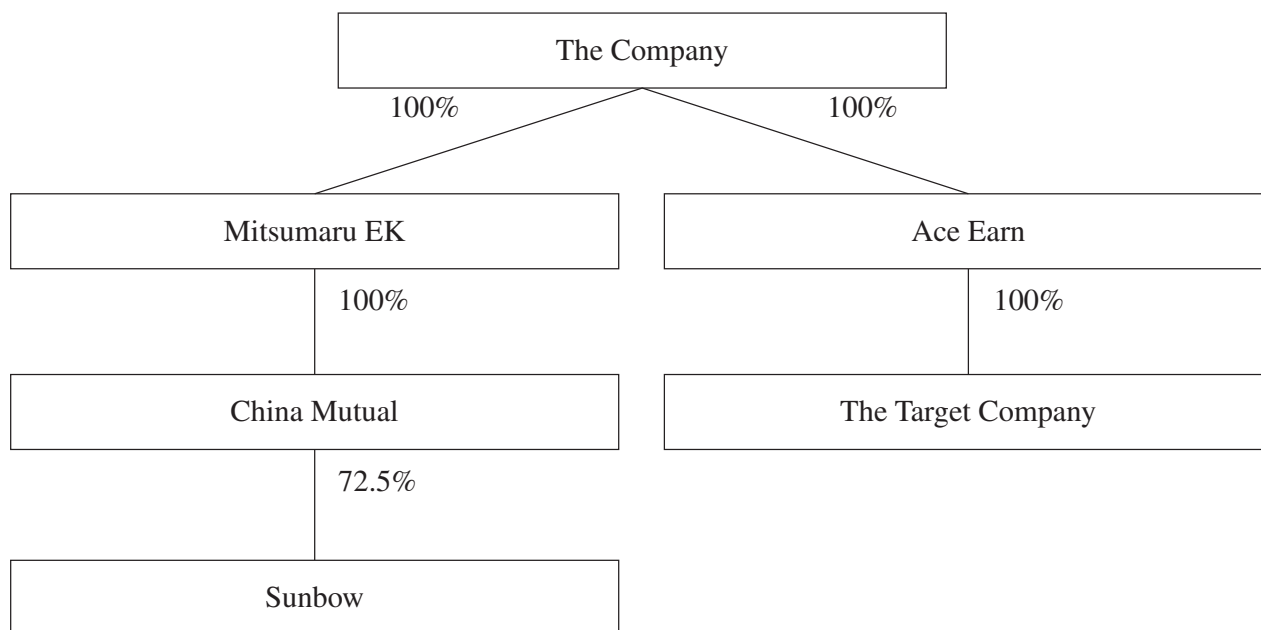 The Company
100% 100%
Mitsumaru EK Ace Earn
100% 100%
China Mutual The Target Company
72.5%
Sunbow